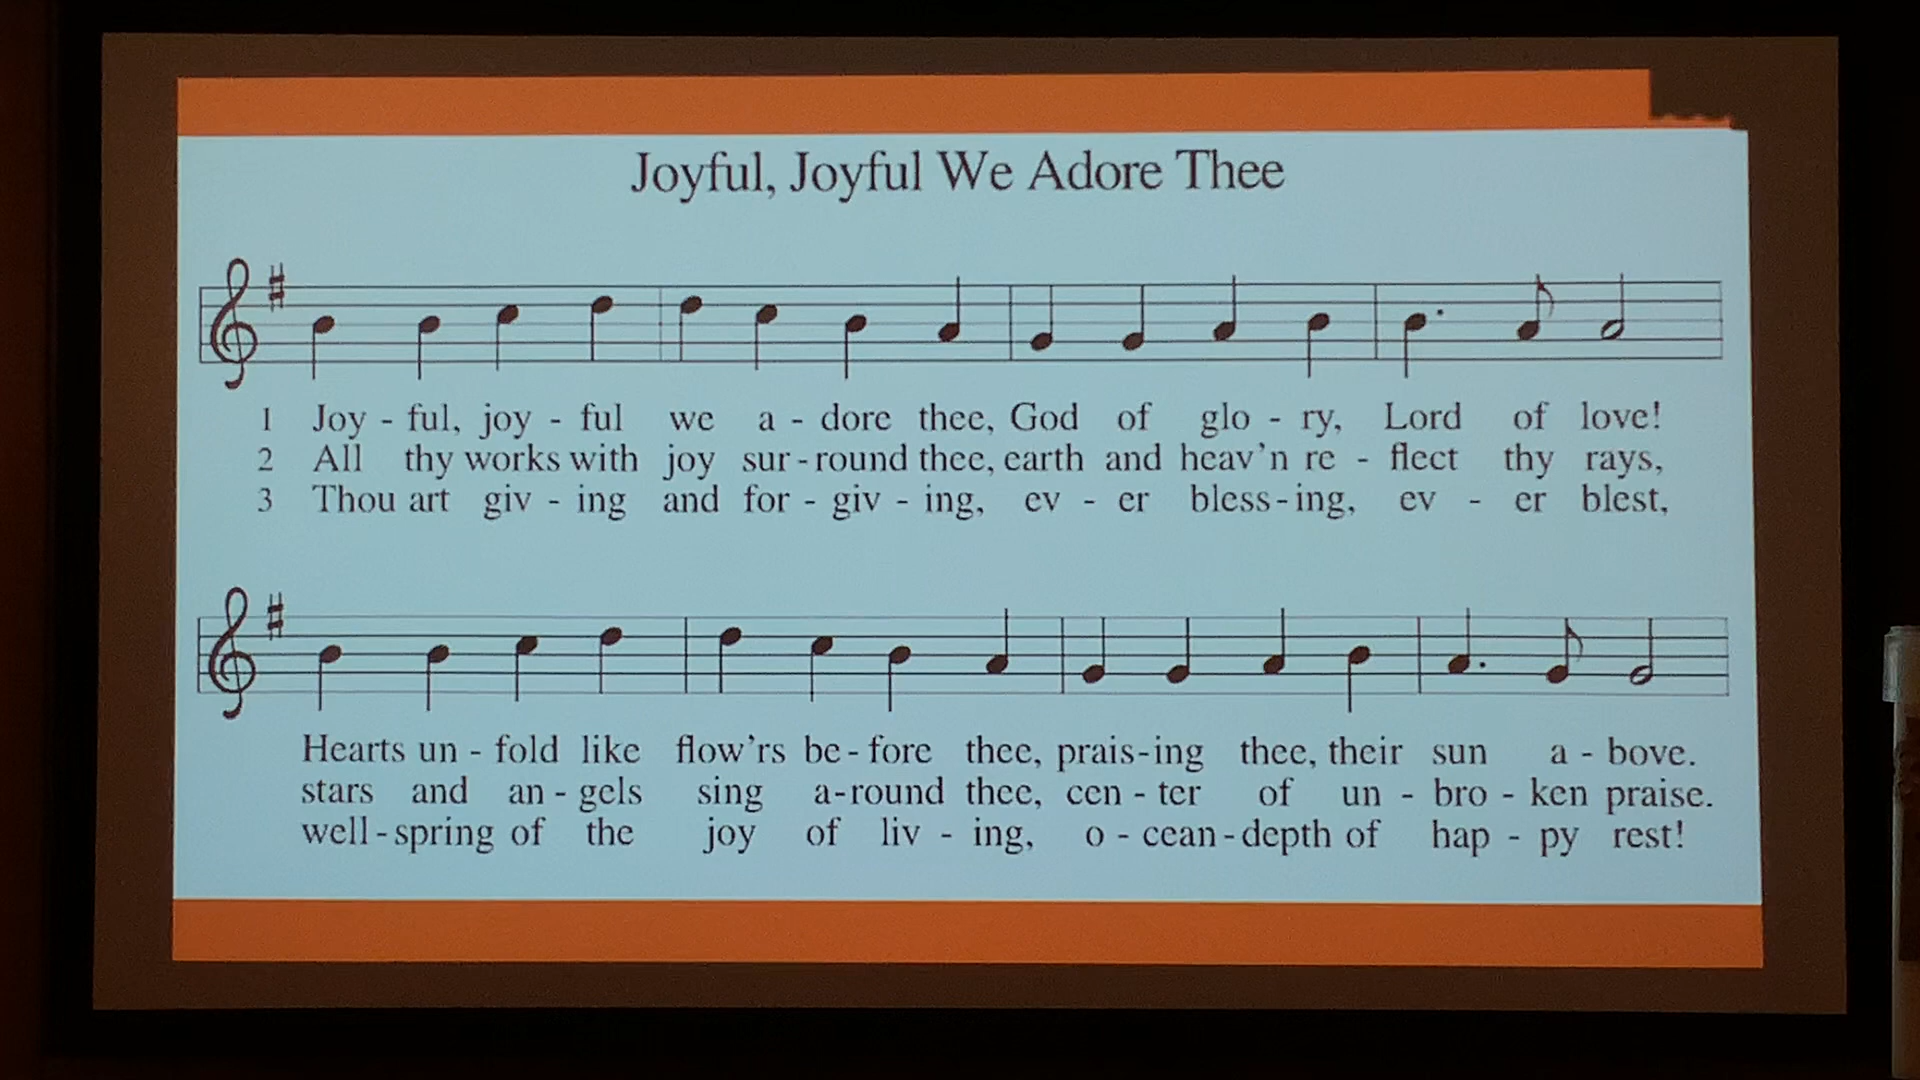 Joyful, Joyful We Adore Thee
1 Joy - ful, joy - ful we a - dore thee, God of glo - ry, Lord of love!
2 All thy works with joy sur - round thee, earth and heav'n re - flect thy rays,
3 Thou art giv - ing and for - giv - ing, ev - er bless - ing, ev - er blest,
Hearts un - fold like flow'rs be - fore thee, prais - ing thee, their sun a - bove.
stars and an - gels sing a - round thee, cen - ter of un - bro - ken praise.
well - spring of the joy of liv - ing, o - cean - depth of hap - py rest!